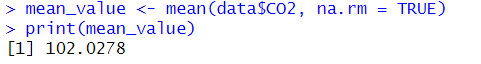 > mean_value <- mean(data$CO2, na.rm = TRUE)
> print(mean_value)
[1] 102.0278